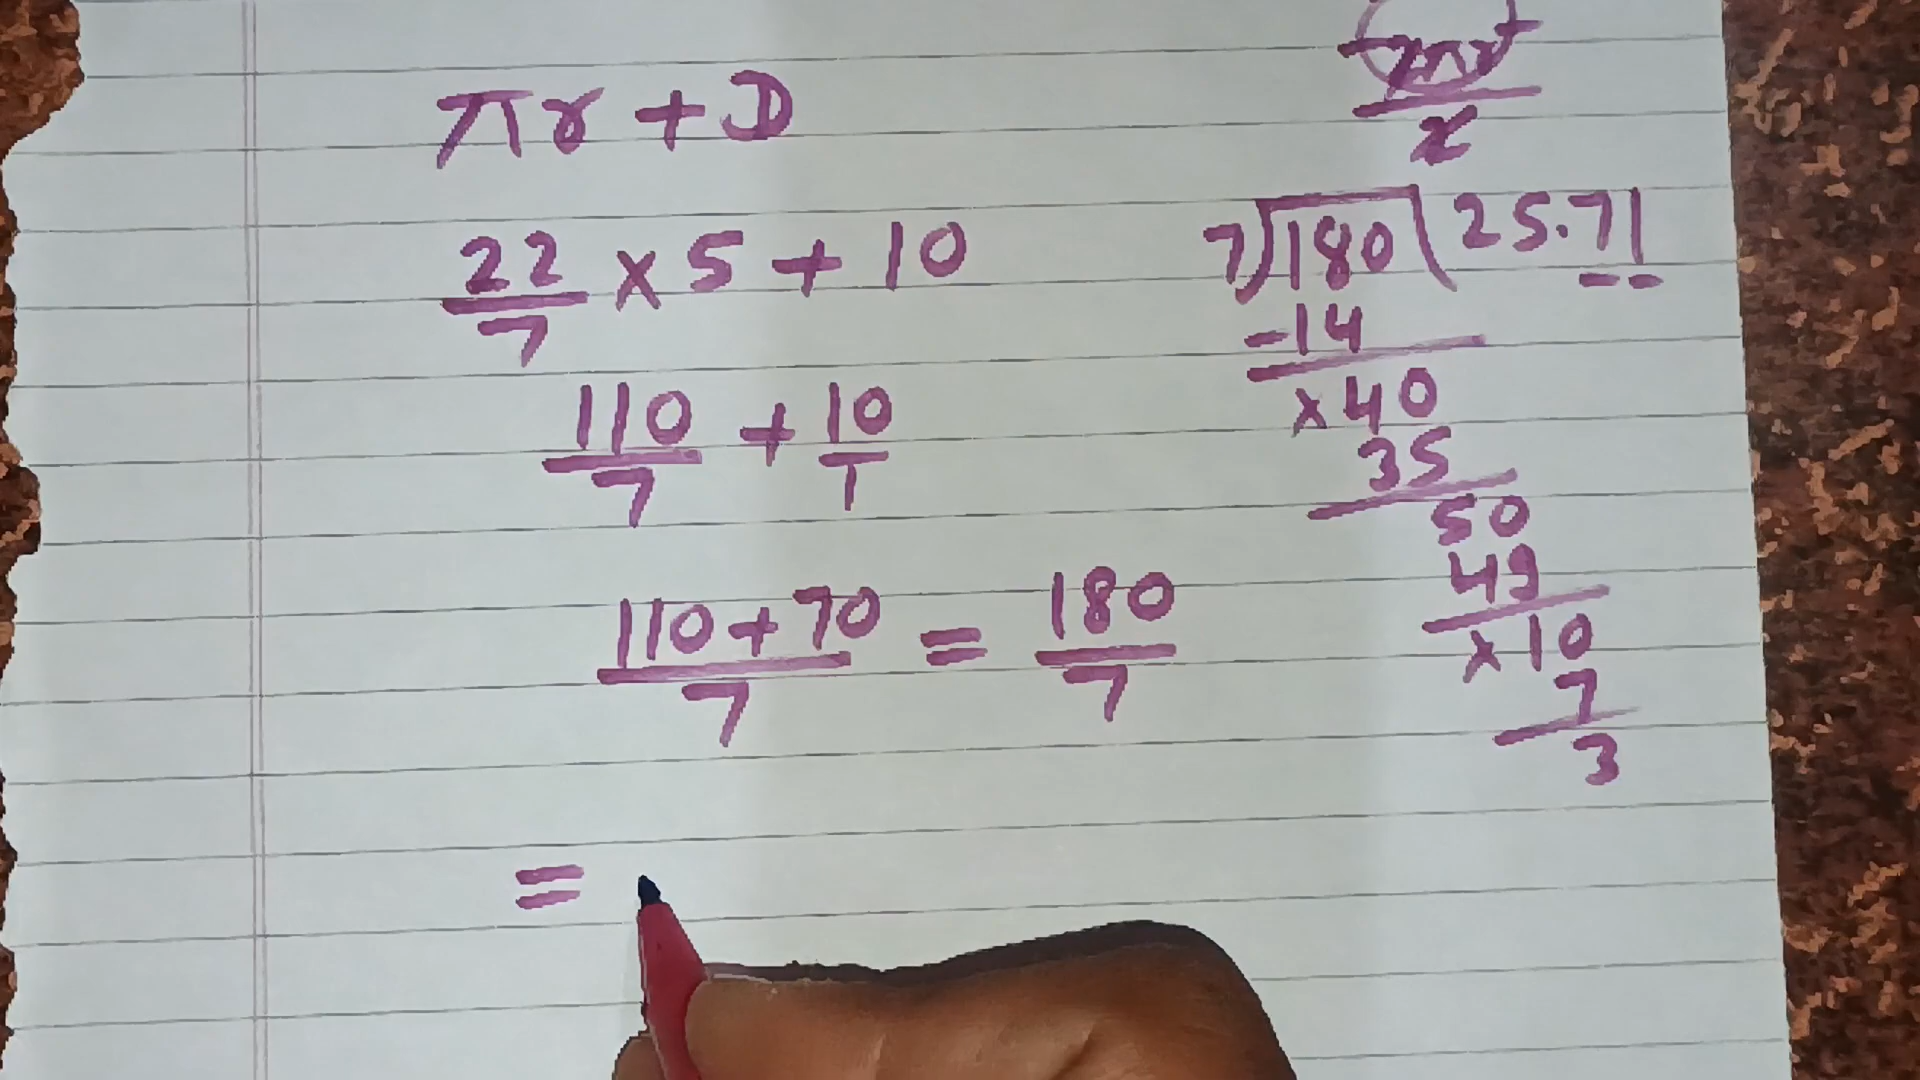 πr + D
22/7 × 5 + 10
110/7 + 10/1
110 + 70/7 = 180/7
=
2πr
2
7)180(25.71
-14
×40
35
50
49
×10
7
3